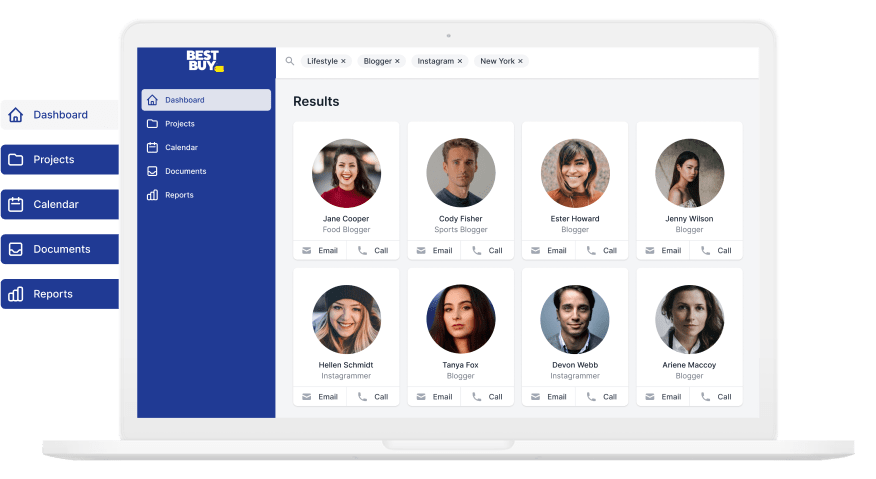 Dashboard
Projects
Calendar
Documents
Reports
BEST
BUY
Dashboard
Projects
Calendar
Documents
Reports
Lifestyle × Blogger × Instagram × New York ×
Results
Jane Cooper Cody Fisher Ester Howard Jenny Wilson
Food Blogger Sports Blogger Blogger Blogger
Email Call Email Call Email Call Email Call
Hellen Schmidt Tanya Fox Devon Webb Ariene Maccoy
Instagrammer Blogger Instagrammer Blogger
Email Call Email Call Email Call Email Call